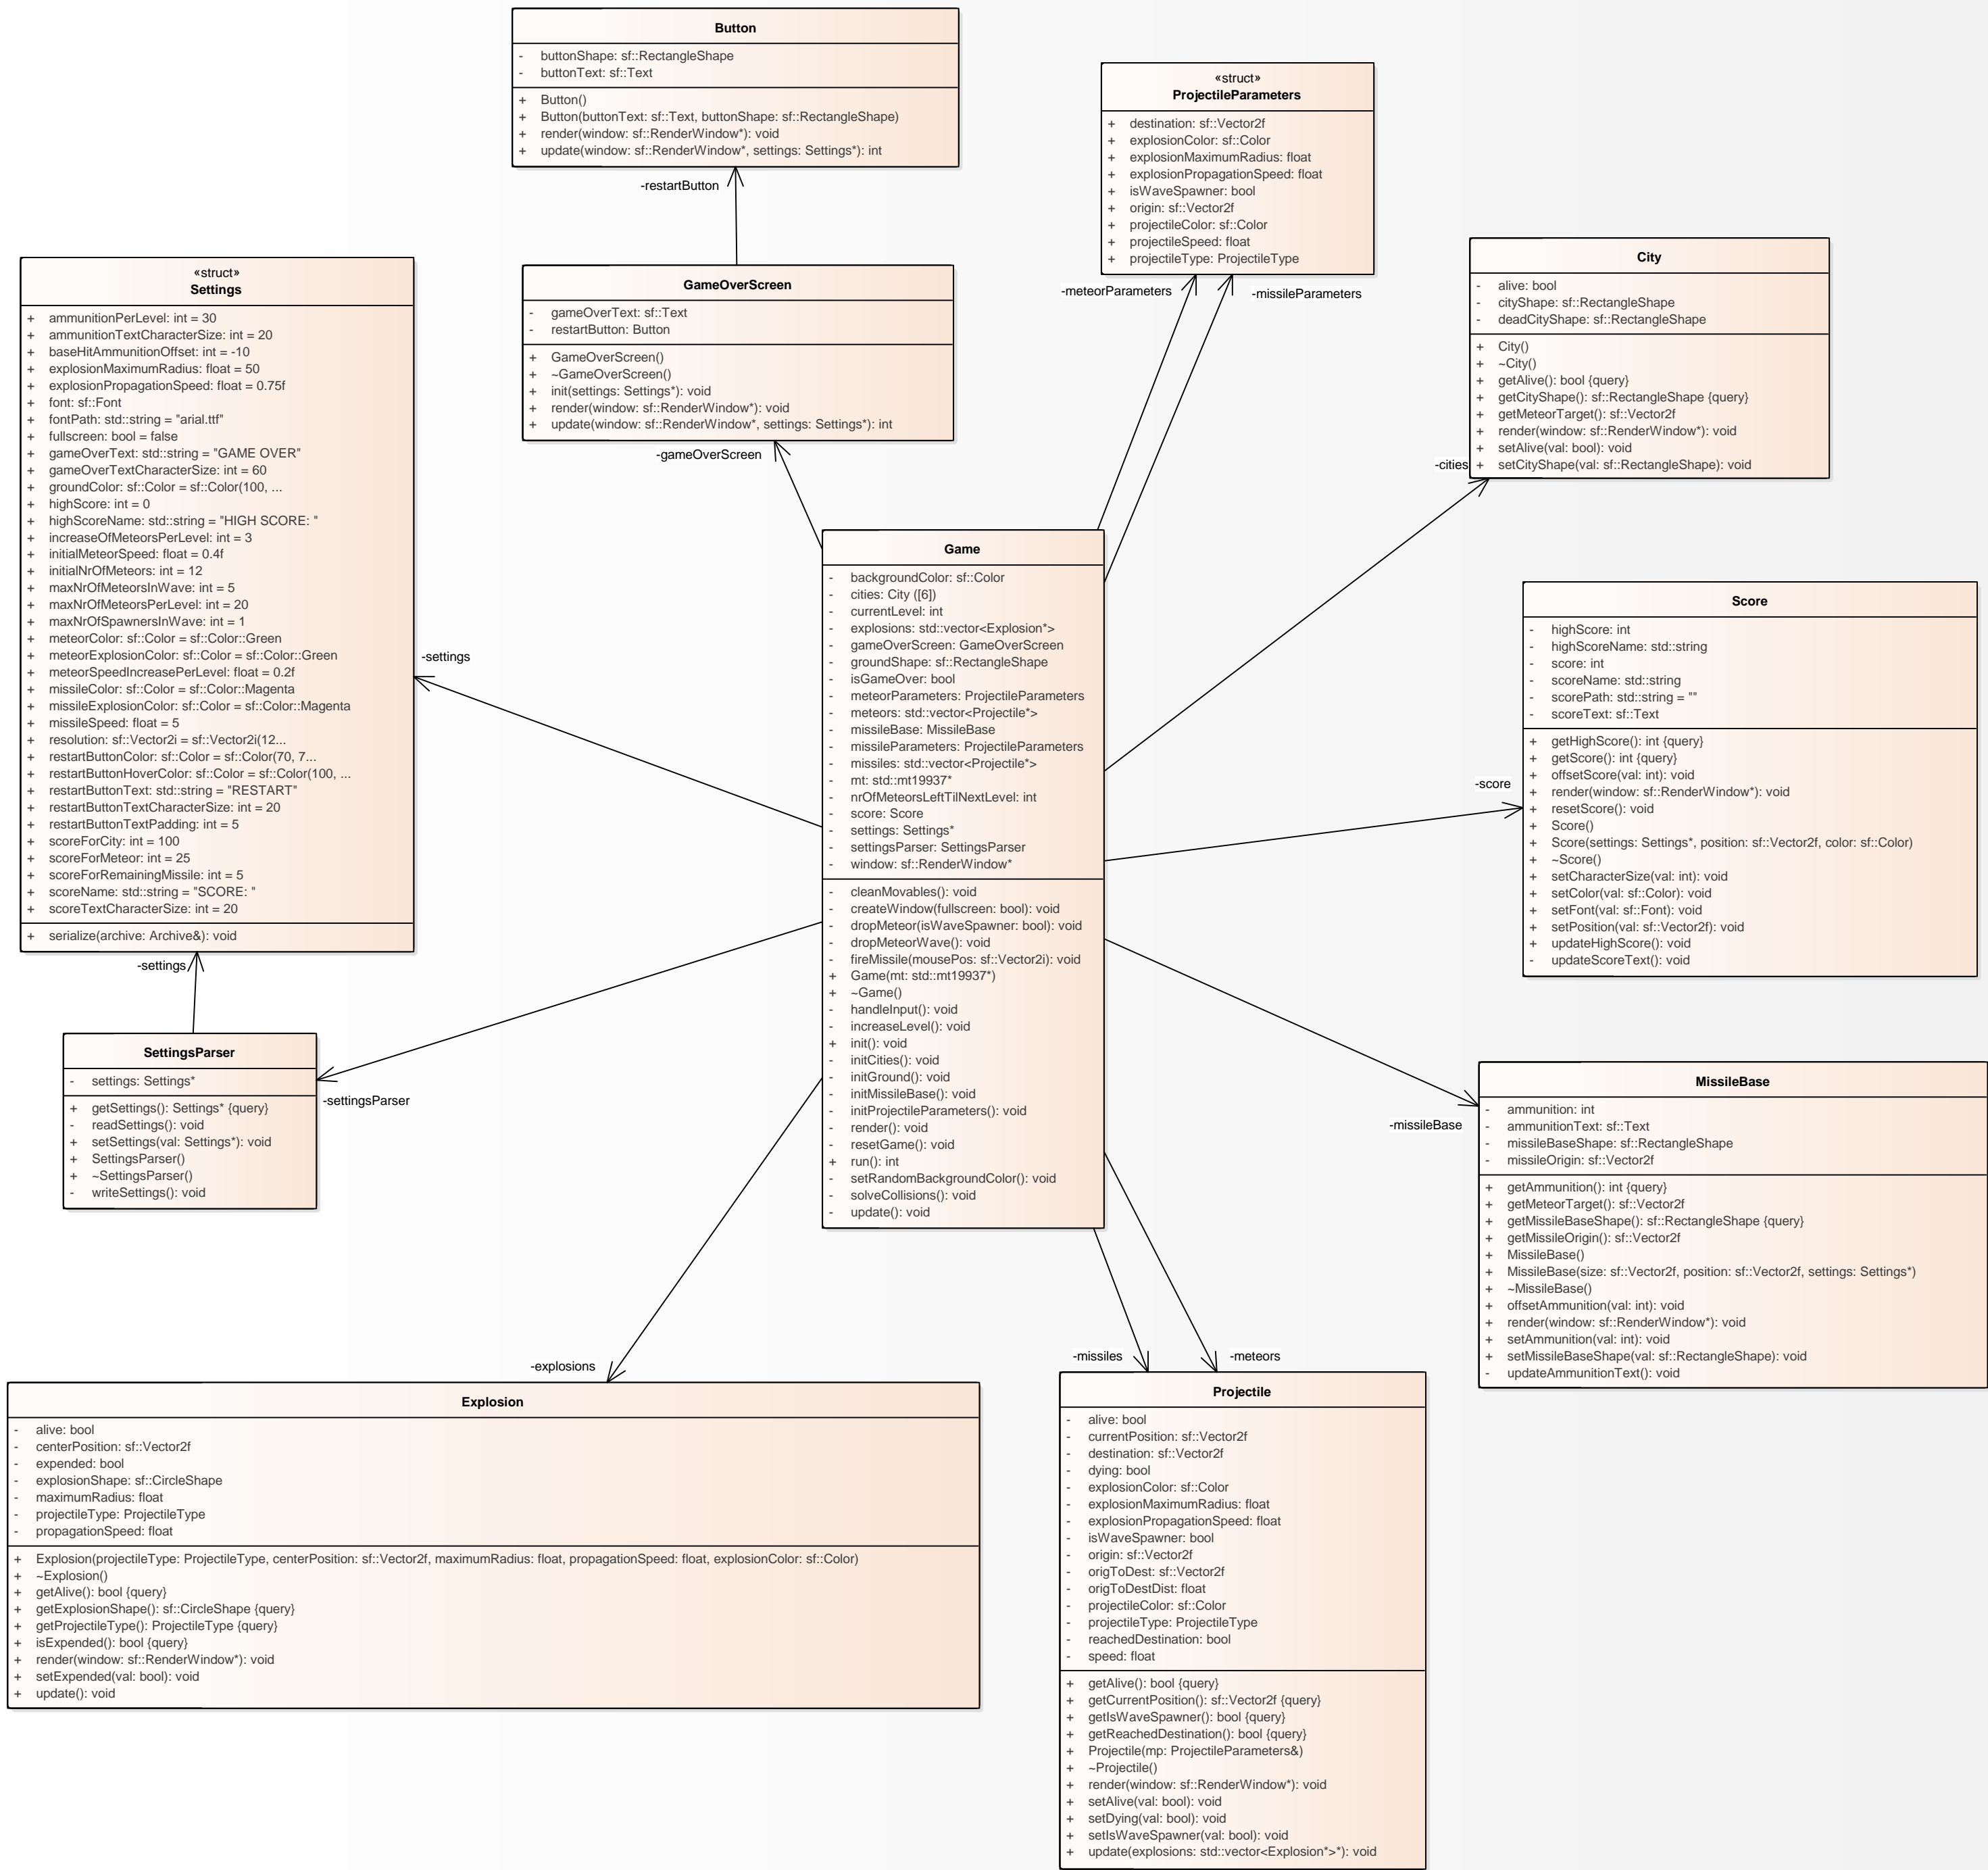 Button
- buttonShape: sf::RectangleShape
- buttonText: sf::Text
+ Button()
+ Button(buttonText: sf::Text, buttonShape: sf::RectangleShape)
+ render(window: sf::RenderWindow*): void
+ update(window: sf::RenderWindow*, settings: Settings*): int
-restartButton
«struct»
ProjectileParameters
+ destination: sf::Vector2f
+ explosionColor: sf::Color
+ explosionMaximumRadius: float
+ explosionPropagationSpeed: float
+ isWaveSpawner: bool
+ origin: sf::Vector2f
+ projectileColor: sf::Color
+ projectileSpeed: float
+ projectileType: ProjectileType
-meteorParameters
-missileParameters
City
- alive: bool
- cityShape: sf::RectangleShape
- deadCityShape: sf::RectangleShape
+ City()
+ ~City()
+ getAlive(): bool {query}
+ getCityShape(): sf::RectangleShape {query}
+ getMeteorTarget(): sf::Vector2f
+ render(window: sf::RenderWindow*): void
+ setAlive(val: bool): void
+ setCityShape(val: sf::RectangleShape): void
-cities
«struct»
Settings
+ ammunitionPerLevel: int = 30
+ ammunitionTextCharacterSize: int = 20
+ baseHitAmmunitionOffset: int = -10
+ explosionMaximumRadius: float = 50
+ explosionPropagationSpeed: float = 0.75f
+ font: sf::Font
+ fontPath: std::string = "arial.ttf"
+ fullscreen: bool = false
+ gameOverText: std::string = "GAME OVER"
+ gameOverTextCharacterSize: int = 60
+ groundColor: sf::Color = sf::Color(100, ...
+ highScore: int = 0
+ highScoreName: std::string = "HIGH SCORE: "
+ increaseOfMeteorsPerLevel: int = 3
+ initialMeteorSpeed: float = 0.4f
+ initialNrOfMeteors: int = 12
+ maxNrOfMeteorsInWave: int = 5
+ maxNrOfMeteorsPerLevel: int = 20
+ maxNrOfSpawnersInWave: int = 1
+ meteorColor: sf::Color = sf::Color::Green
+ meteorExplosionColor: sf::Color = sf::Color::Green
+ meteorSpeedIncreasePerLevel: float = 0.2f
+ missileColor: sf::Color = sf::Color::Magenta
+ missileExplosionColor: sf::Color = sf::Color::Magenta
+ missileSpeed: float = 5
+ resolution: sf::Vector2i = sf::Vector2i(12...
+ restartButtonColor: sf::Color = sf::Color(70, 7...
+ restartButtonHoverColor: sf::Color = sf::Color(100, ...
+ restartButtonText: std::string = "RESTART"
+ restartButtonTextCharacterSize: int = 20
+ restartButtonTextPadding: int = 5
+ scoreForCity: int = 100
+ scoreForMeteor: int = 25
+ scoreForRemainingMissile: int = 5
+ scoreName: std::string = "SCORE: "
+ scoreTextCharacterSize: int = 20
+ serialize(archive: Archive&): void
-settings
-settings
GameOverScreen
- gameOverText: sf::Text
- restartButton: Button
+ GameOverScreen()
+ ~GameOverScreen()
+ init(settings: Settings*): void
+ render(window: sf::RenderWindow*): void
+ update(window: sf::RenderWindow*, settings: Settings*): int
-gameOverScreen
Game
- backgroundColor: sf::Color
- cities: City ([6])
- currentLevel: int
- explosions: std::vector<Explosion*>
- gameOverScreen: GameOverScreen
- groundShape: sf::RectangleShape
- isGameOver: bool
- meteorParameters: ProjectileParameters
- meteors: std::vector<Projectile*>
- missileBase: MissileBase
- missileParameters: ProjectileParameters
- missiles: std::vector<Projectile*>
- mt: std::mt19937*
- nrOfMeteorsLeftTilNextLevel: int
- score: Score
- settings: Settings*
- settingsParser: SettingsParser
- window: sf::RenderWindow*
- cleanMovables(): void
- createWindow(fullscreen: bool): void
- dropMeteor(isWaveSpawner: bool): void
- dropMeteorWave(): void
- fireMissile(mousePos: sf::Vector2i): void
+ Game(mt: std::mt19937*)
+ ~Game()
- handleInput(): void
- increaseLevel(): void
+ init(): void
- initCities(): void
- initGround(): void
- initMissileBase(): void
- initProjectileParameters(): void
- render(): void
- resetGame(): void
+ run(): int
- setRandomBackgroundColor(): void
- solveCollisions(): void
- update(): void
Score
- highScore: int
- highScoreName: std::string
- score: int
- scoreName: std::string
- scorePath: std::string = ""
- scoreText: sf::Text
+ getHighScore(): int {query}
+ getScore(): int {query}
+ offsetScore(val: int): void
+ render(window: sf::RenderWindow*): void
+ resetScore(): void
+ Score()
+ Score(settings: Settings*, position: sf::Vector2f, color: sf::Color)
+ ~Score()
+ setCharacterSize(val: int): void
+ setColor(val: sf::Color): void
+ setFont(val: sf::Font): void
+ setPosition(val: sf::Vector2f): void
+ updateHighScore(): void
- updateScoreText(): void
-score
SettingsParser
- settings: Settings*
+ getSettings(): Settings* {query}
- readSettings(): void
+ setSettings(val: Settings*): void
+ SettingsParser()
+ ~SettingsParser()
- writeSettings(): void
-settingsParser
MissileBase
- ammunition: int
- ammunitionText: sf::Text
- missileBaseShape: sf::RectangleShape
- missileOrigin: sf::Vector2f
+ getAmmunition(): int {query}
+ getMeteorTarget(): sf::Vector2f
+ getMissileBaseShape(): sf::RectangleShape {query}
+ getMissileOrigin(): sf::Vector2f
+ MissileBase()
+ MissileBase(size: sf::Vector2f, position: sf::Vector2f, settings: Settings*)
+ ~MissileBase()
+ offsetAmmunition(val: int): void
+ render(window: sf::RenderWindow*): void
+ setAmmunition(val: int): void
+ setMissileBaseShape(val: sf::RectangleShape): void
- updateAmmunitionText(): void
-missileBase
-explosions
Explosion
- alive: bool
- centerPosition: sf::Vector2f
- expended: bool
- explosionShape: sf::CircleShape
- maximumRadius: float
- projectileType: ProjectileType
- propagationSpeed: float
+ Explosion(projectileType: ProjectileType, centerPosition: sf::Vector2f, maximumRadius: float, propagationSpeed: float, explosionColor: sf::Color)
+ ~Explosion()
+ getAlive(): bool {query}
+ getExplosionShape(): sf::CircleShape {query}
+ getProjectileType(): ProjectileType {query}
+ isExpended(): bool {query}
+ render(window: sf::RenderWindow*): void
+ setExpended(val: bool): void
+ update(): void
-missiles
-meteors
Projectile
- alive: bool
- currentPosition: sf::Vector2f
- destination: sf::Vector2f
- dying: bool
- explosionColor: sf::Color
- explosionMaximumRadius: float
- explosionPropagationSpeed: float
- isWaveSpawner: bool
- origin: sf::Vector2f
- origToDest: sf::Vector2f
- origToDestDist: float
- projectileColor: sf::Color
- projectileType: ProjectileType
- reachedDestination: bool
- speed: float
+ getAlive(): bool {query}
+ getCurrentPosition(): sf::Vector2f {query}
+ getIsWaveSpawner(): bool {query}
+ getReachedDestination(): bool {query}
+ Projectile(mp: ProjectileParameters&)
+ ~Projectile()
+ render(window: sf::RenderWindow*): void
+ setAlive(val: bool): void
+ setDying(val: bool): void
+ setIsWaveSpawner(val: bool): void
+ update(explosions: std::vector<Explosion*>*): void